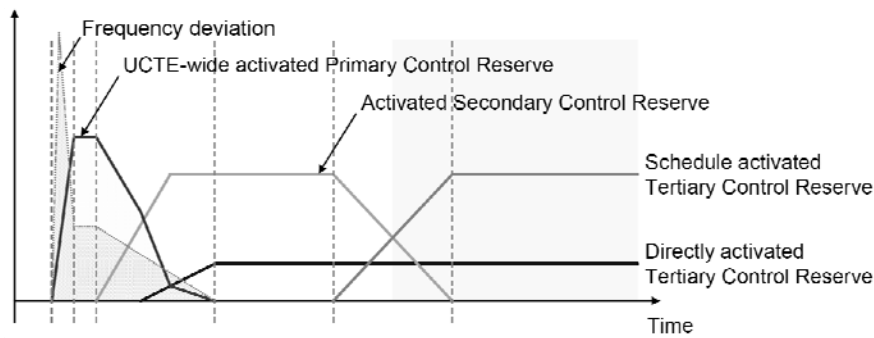 Frequency deviation
UCTE-wide activated Primary Control Reserve
Activated Secondary Control Reserve
Schedule activated
Tertiary Control Reserve
Directly activated
Tertiary Control Reserve
Time